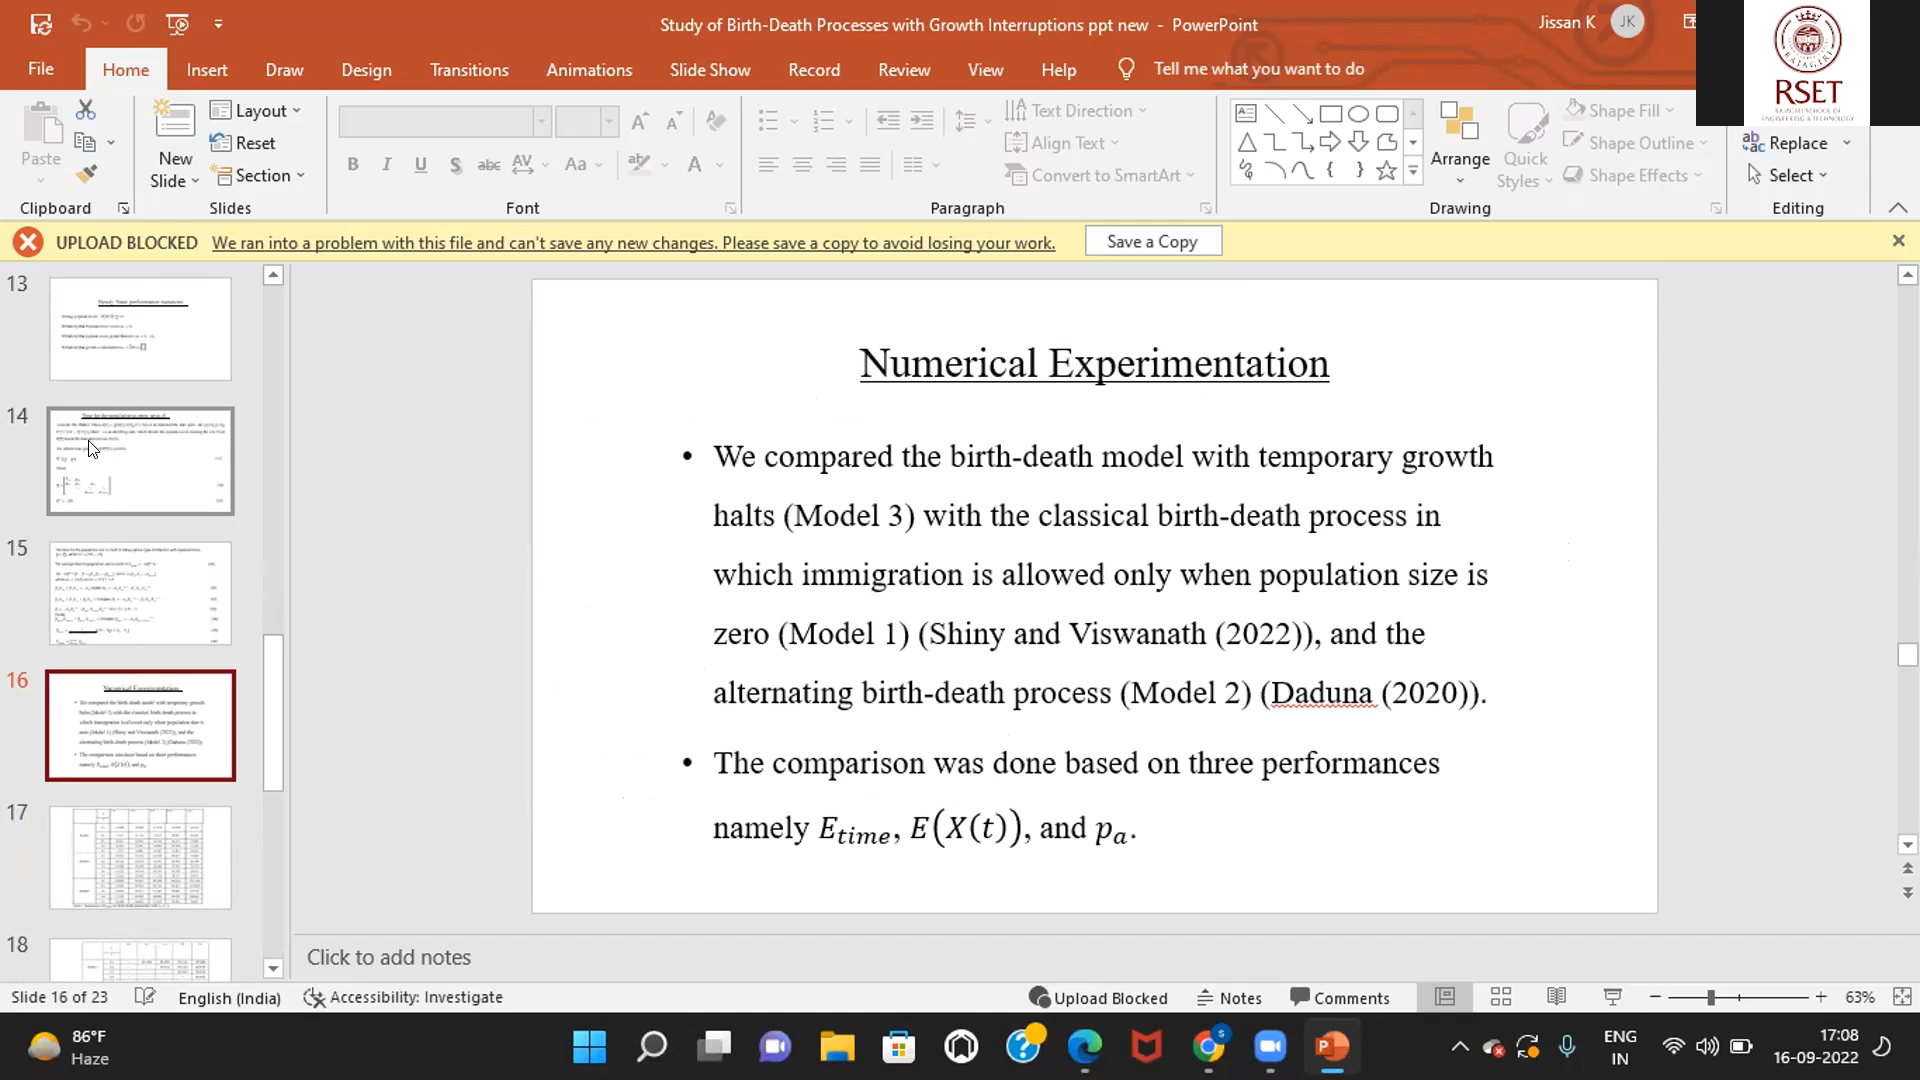 Study of Birth-Death Processes with Growth Interruptions ppt new - PowerPoint
Jissan K
JK
File
Home
Insert
Draw
Design
Transitions
Animations
Slide Show
Record
Review
View
Help
Tell me what you want to do
RSET
RAJAGIRI SCHOOL OF
ENGINEERING & TECHNOLOGY
Paste
New
Slide
Layout
Reset
Section
Text Direction
Align Text
Convert to SmartArt
Arrange
Quick
Styles
Shape Fill
Shape Outline
Shape Effects
Replace
Select
Clipboard
Slides
Font
Paragraph
Drawing
Editing
UPLOAD BLOCKED We ran into a problem with this file and can't save any new changes. Please save a copy to avoid losing your work.
Save a Copy
13
14
15
16
17
18
Numerical Experimentation
• We compared the birth-death model with temporary growth
halts (Model 3) with the classical birth-death process in
which immigration is allowed only when population size is
zero (Model 1) (Shiny and Viswanath (2022)), and the
alternating birth-death process (Model 2) (Daduna (2020)).
• The comparison was done based on three performances
namely E_time, E(X(t)), and p_a.
Click to add notes
Slide 16 of 23
English (India)
Accessibility: Investigate
Upload Blocked
Notes
Comments
63%
86°F
Haze
ENG
IN
17:08
16-09-2022